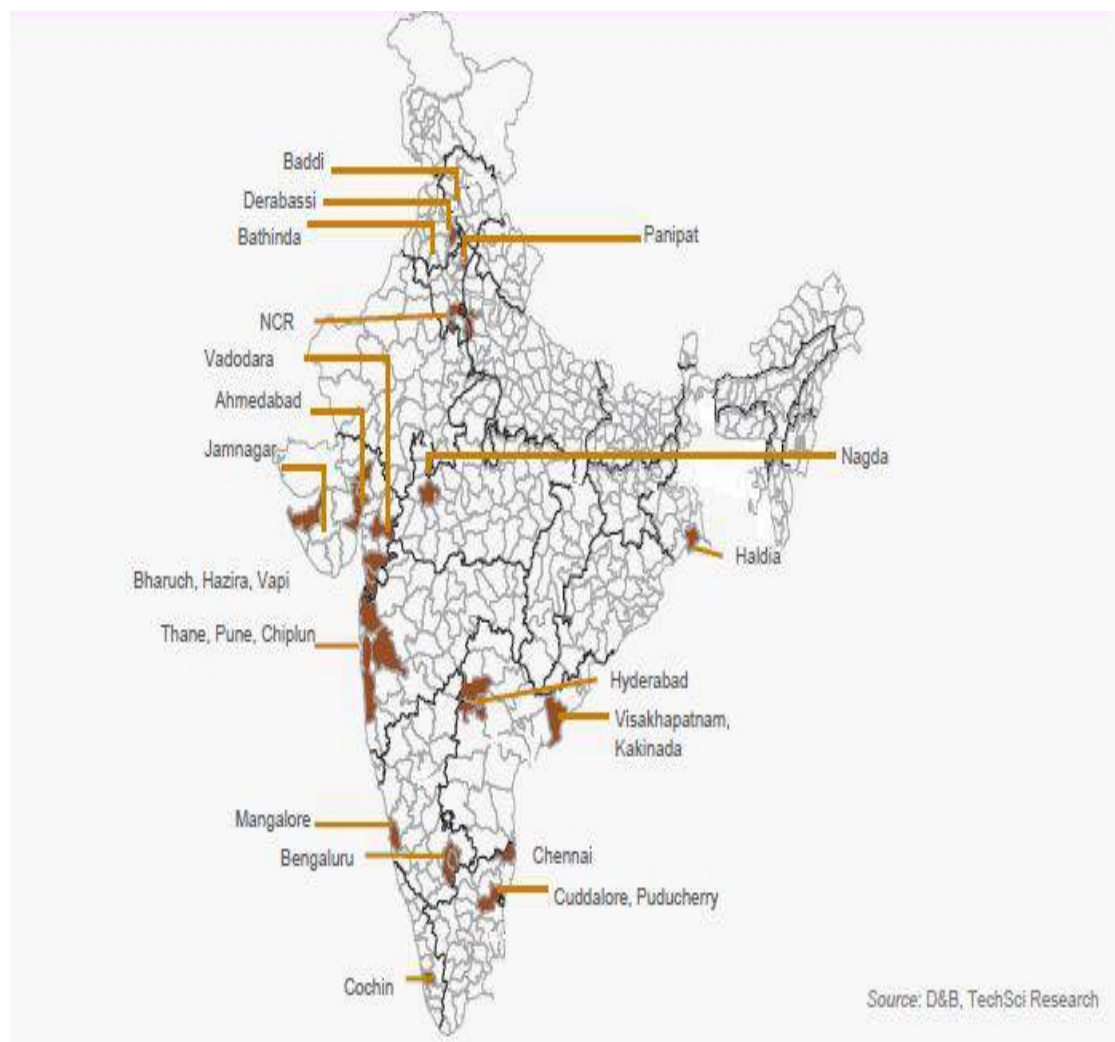 Baddi
Derabassi
Bathinda
Panipat
NCR
Vadodara
Ahmedabad
Jamnagar
Nagda
Haldia
Bharuch, Hazira, Vapi
Thane, Pune, Chiplun
Hyderabad
Visakhapatnam,
Kakinada
Mangalore
Bengaluru
Chennai
Cuddalore, Puducherry
Cochin
Source: D&B, TechSci Research